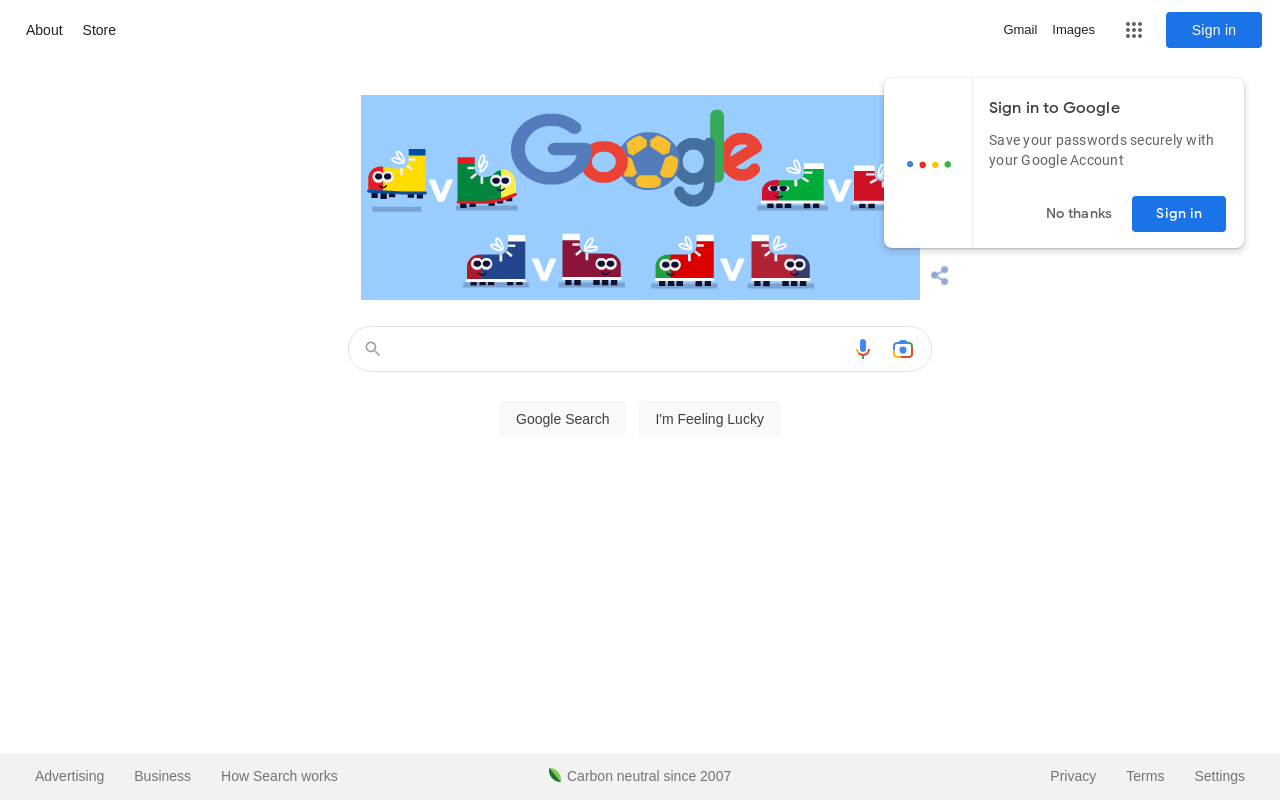 About Store
Gmail Images
Sign in
Google
Sign in to Google
Save your passwords securely with
your Google Account
No thanks
Sign in
V
V
V
V
Google Search
I'm Feeling Lucky
Advertising Business How Search works
Carbon neutral since 2007
Privacy Terms Settings